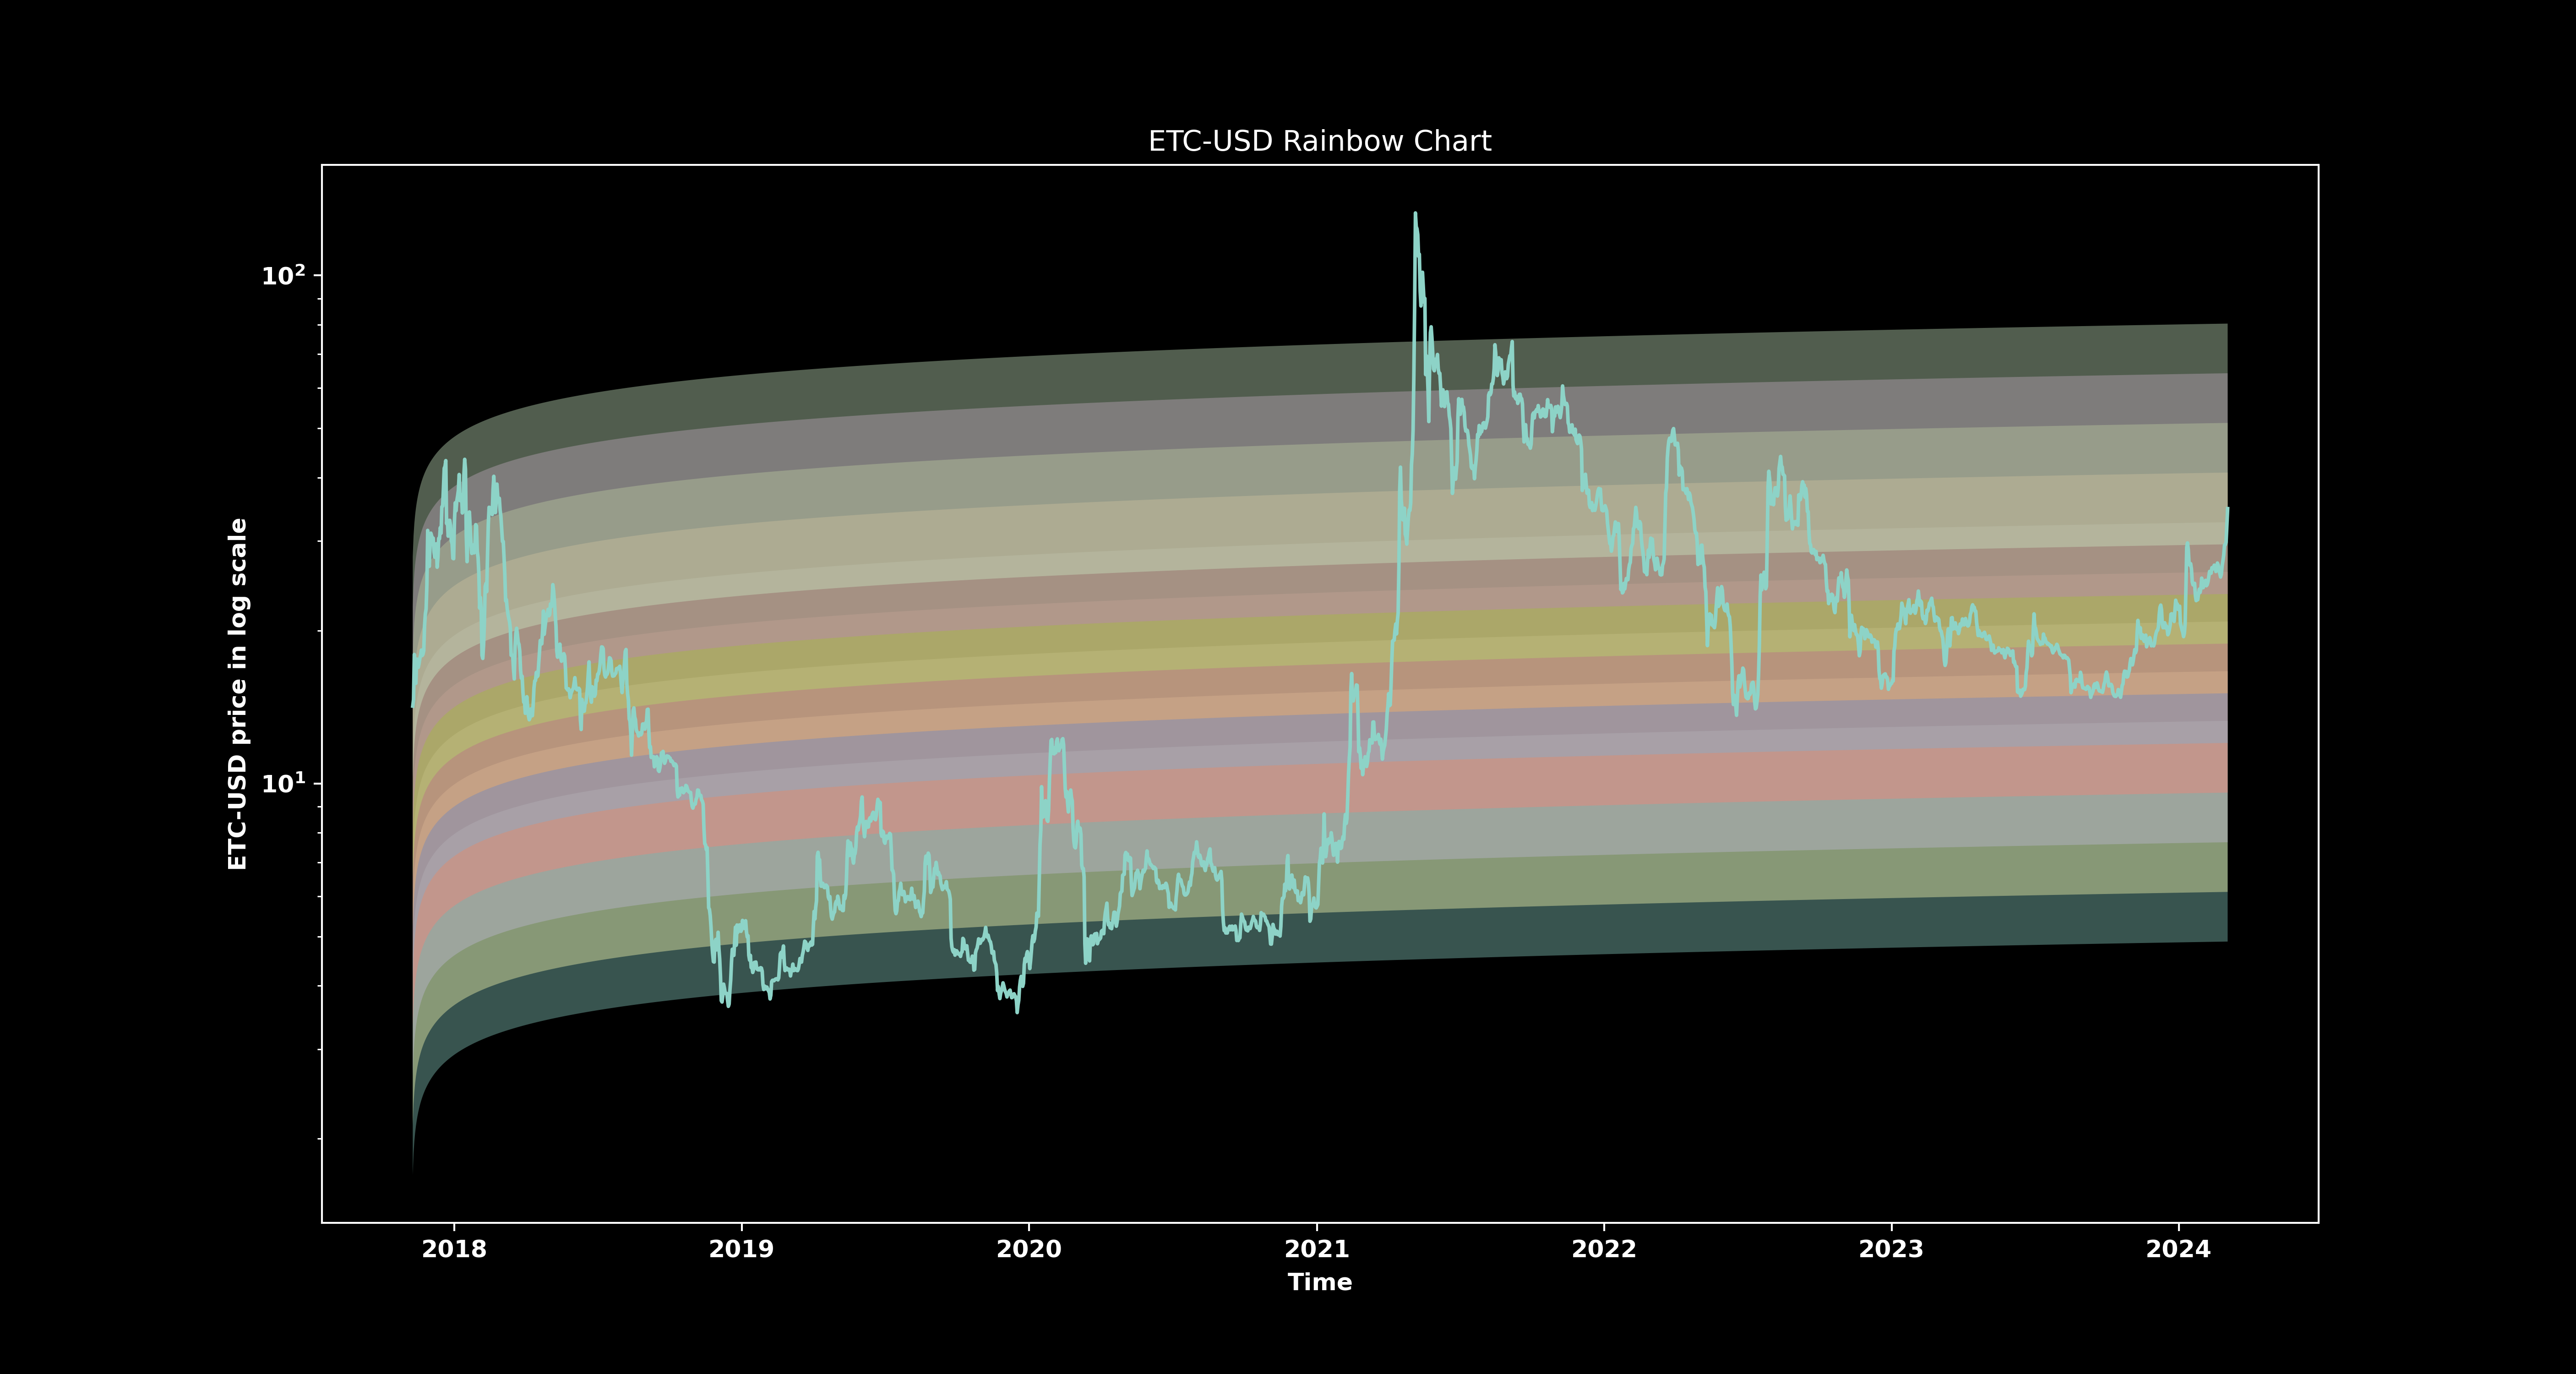 ETC-USD Rainbow Chart
ETC-USD price in log scale
10²
10¹
2018 2019 2020 2021 2022 2023 2024
Time